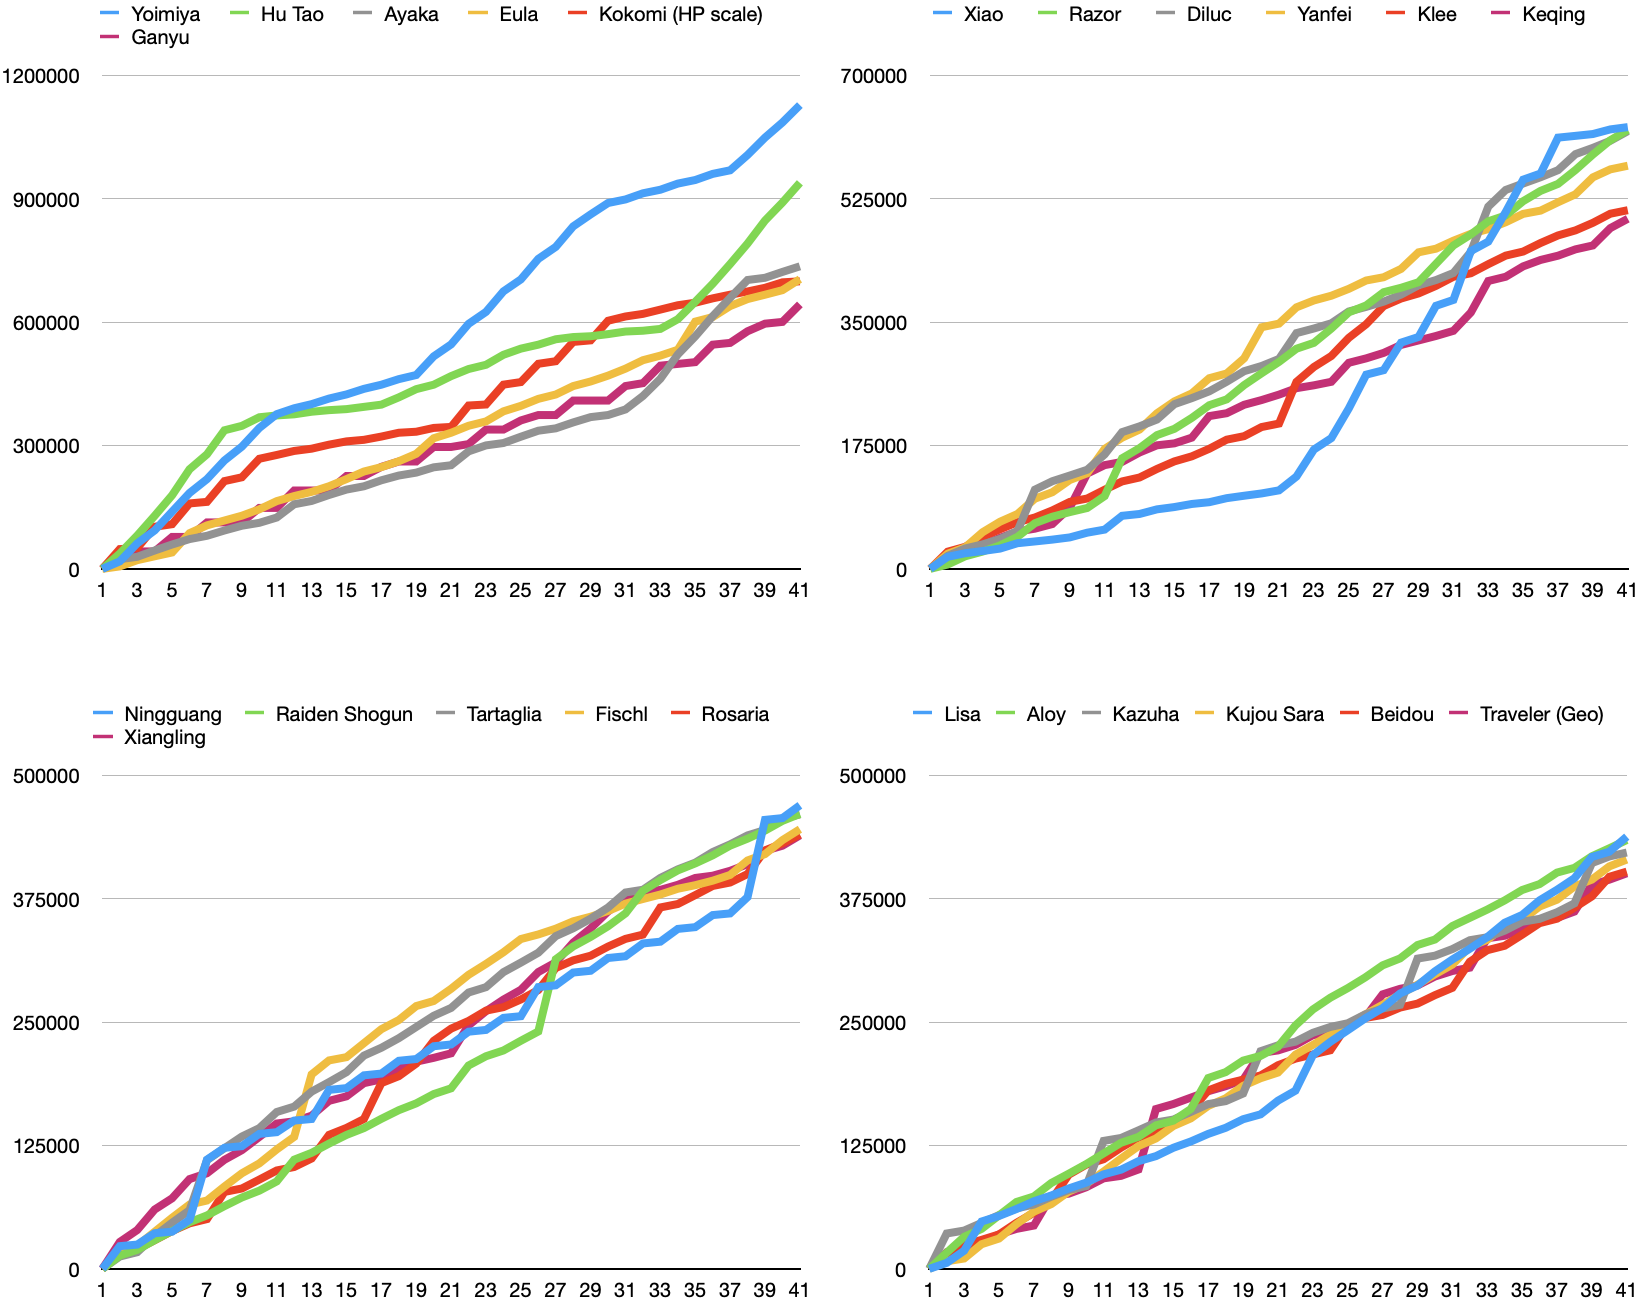 Yoimiya Hu Tao Ayaka Eula Kokomi (HP scale)
Ganyu
1200000
900000
600000
300000
0
1 3 5 7 9 11 13 15 17 19 21 23 25 27 29 31 33 35 37 39 41
Xiao Razor Diluc Yanfei Klee Keqing
700000
525000
350000
175000
0
1 3 5 7 9 11 13 15 17 19 21 23 25 27 29 31 33 35 37 39 41
Ningguang Raiden Shogun Tartaglia Fischl Rosaria
Xiangling
500000
375000
250000
125000
0
1 3 5 7 9 11 13 15 17 19 21 23 25 27 29 31 33 35 37 39 41
Lisa Aloy Kazuha Kujou Sara Beidou Traveler (Geo)
500000
375000
250000
125000
0
1 3 5 7 9 11 13 15 17 19 21 23 25 27 29 31 33 35 37 39 41